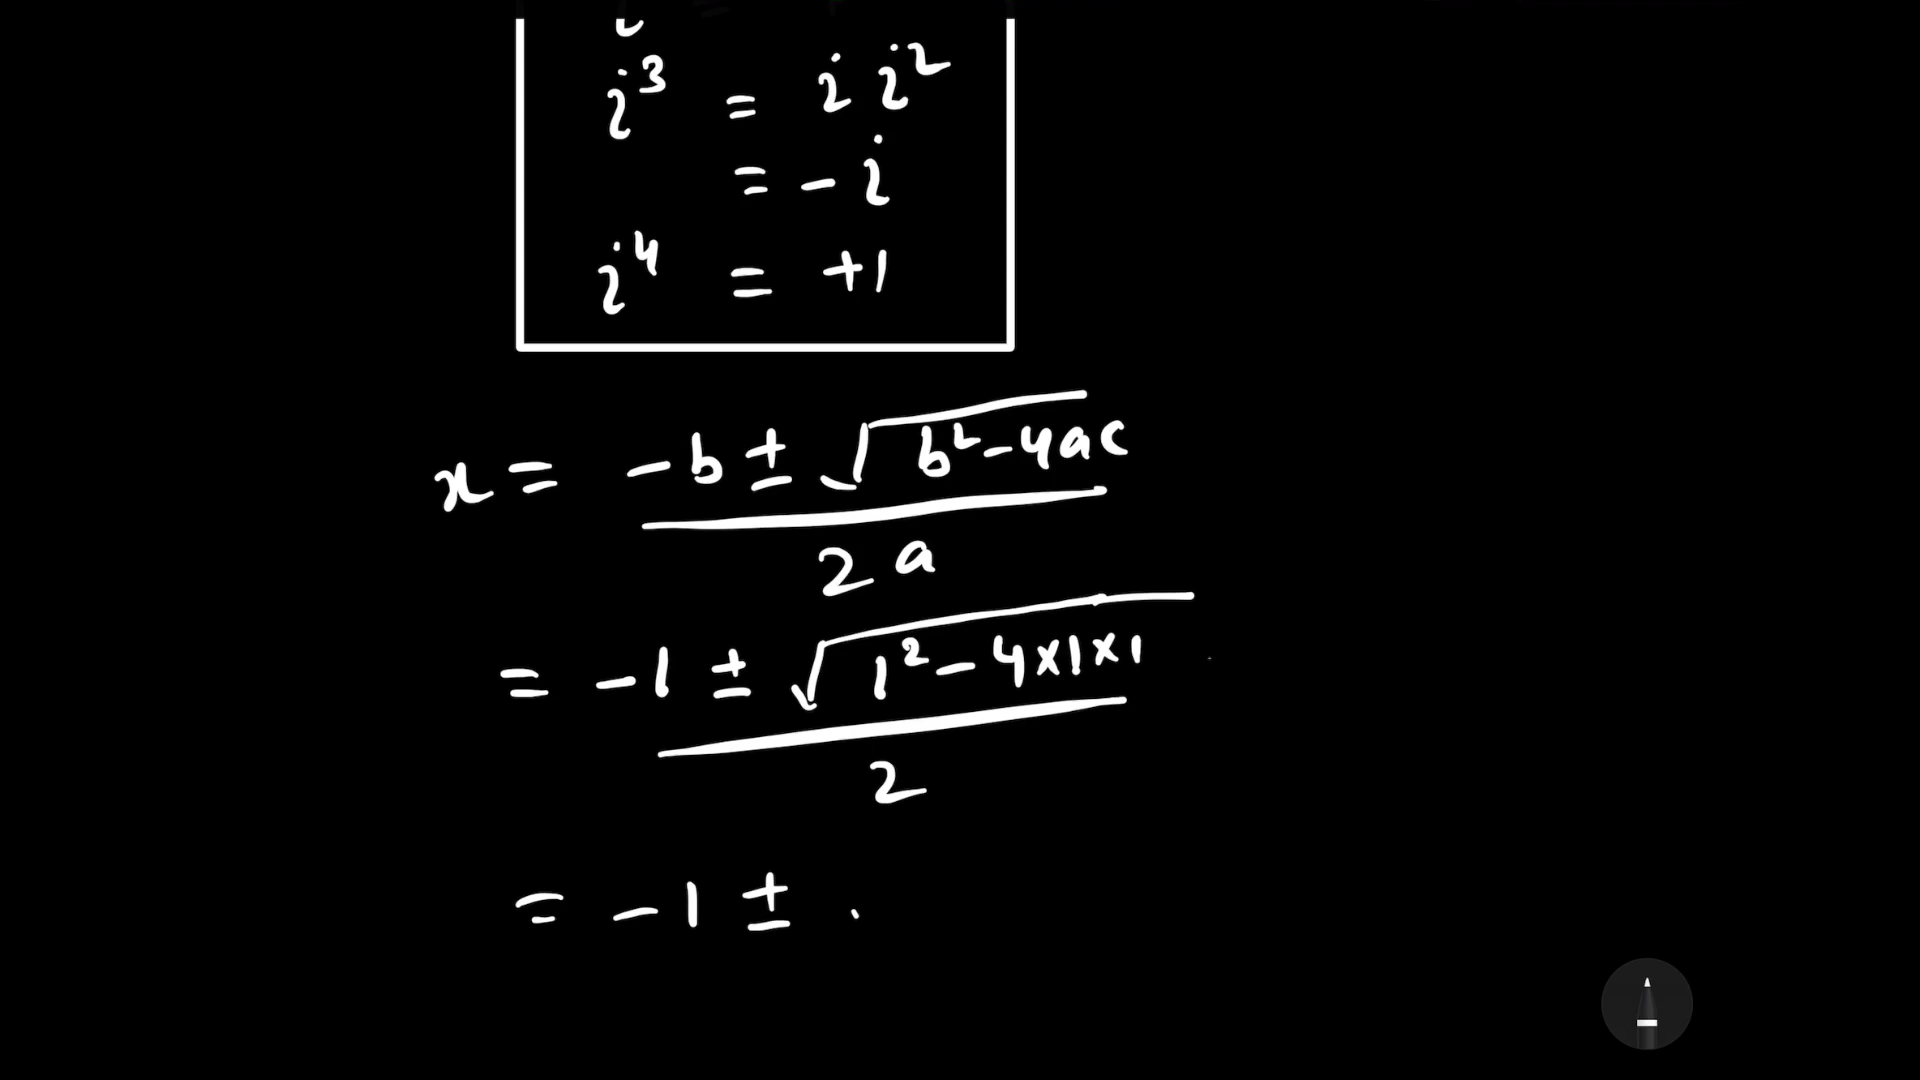 i³ = i i²
= - i
i⁴ = +1
x = -b ± √b²-4ac
2a
= -1 ± √1²-4×1×1
2
= -1 ±